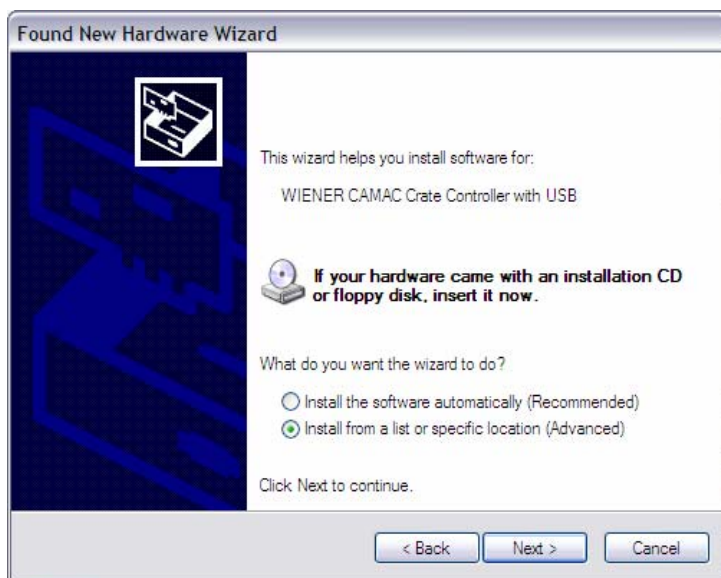 Found New Hardware Wizard
This wizard helps you install software for:
WIENER CAMAC Crate Controller with USB
If your hardware came with an installation CD
or floppy disk, insert it now.
What do you want the wizard to do?
Install the software automatically (Recommended)
Install from a list or specific location (Advanced)
Click Next to continue.
< Back
Next >
Cancel